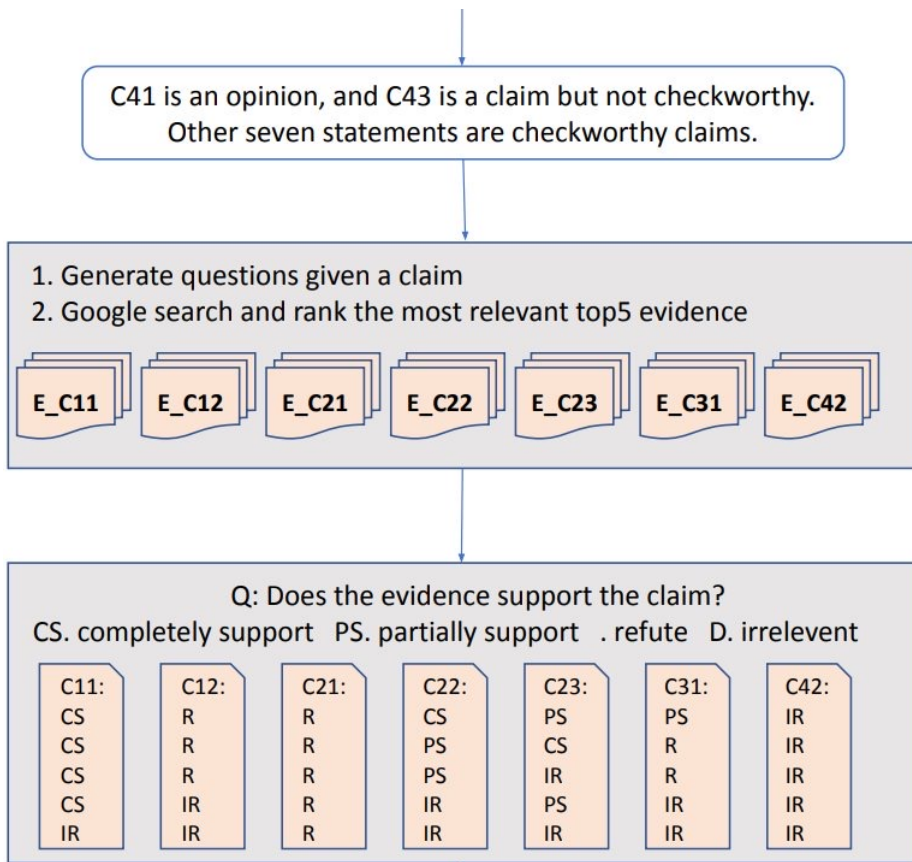 C41 is an opinion, and C43 is a claim but not checkworthy.
Other seven statements are checkworthy claims.
1. Generate questions given a claim
2. Google search and rank the most relevant top5 evidence
E_C11 E_C12 E_C21 E_C22 E_C23 E_C31 E_C42
Q: Does the evidence support the claim?
CS. completely support PS. partially support . refute D. irrelevent
C11: C12: C21: C22: C23: C31: C42:
CS R R CS PS PS IR
CS R R PS CS R IR
CS R R PS IR R IR
CS IR R IR PS IR IR
IR IR R IR IR IR IR